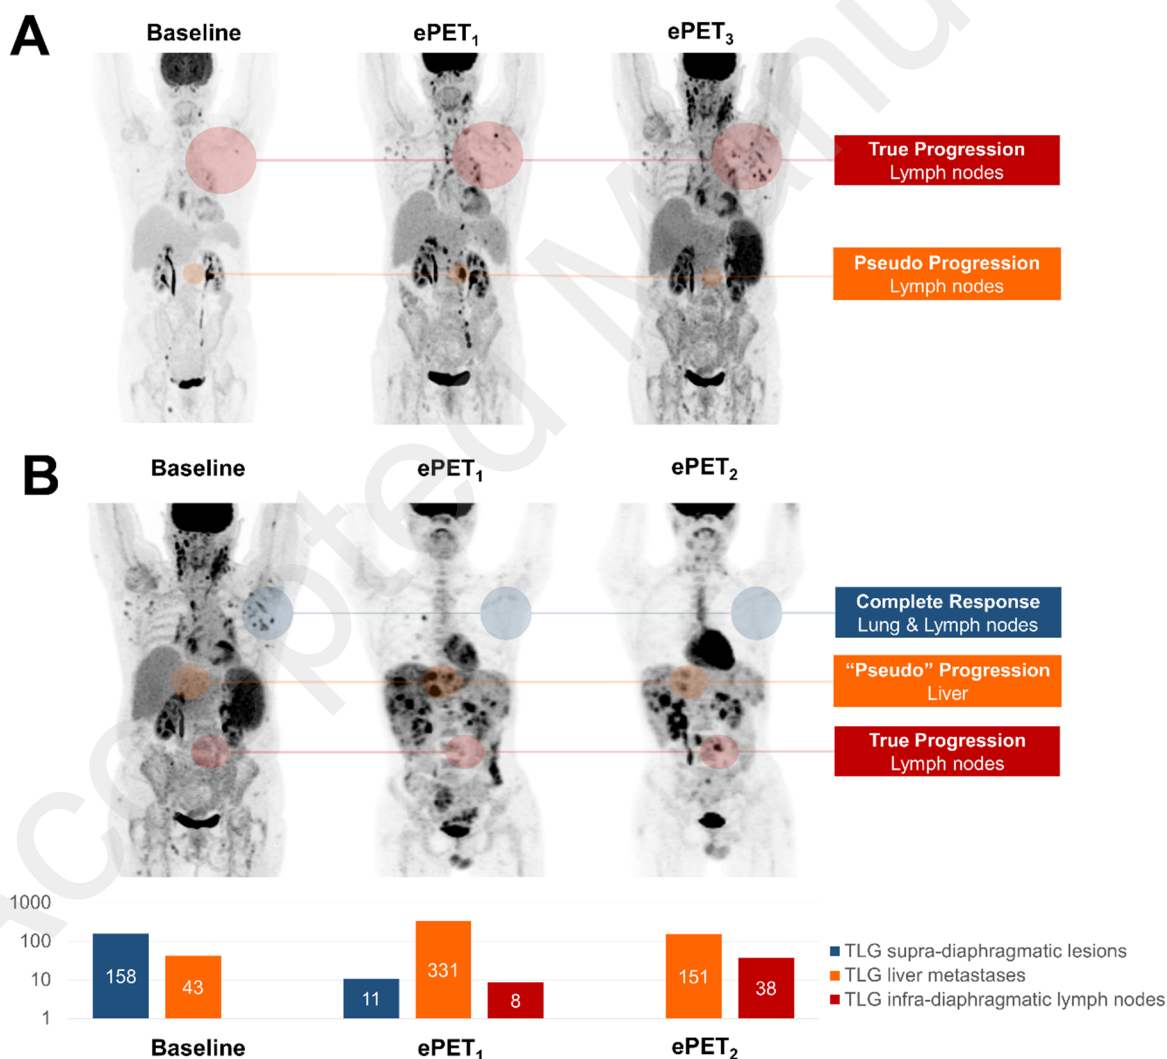 A
Baseline
ePET1
ePET3
True Progression
Lymph nodes
Pseudo Progression
Lymph nodes
B
Baseline
ePET1
ePET2
Complete Response
Lung & Lymph nodes
“Pseudo” Progression
Liver
True Progression
Lymph nodes
1000
100
10
1
158
43
11
331
8
151
38
TLG supra-diaphragmatic lesions
TLG liver metastases
TLG infra-diaphragmatic lymph nodes
Baseline
ePET1
ePET2